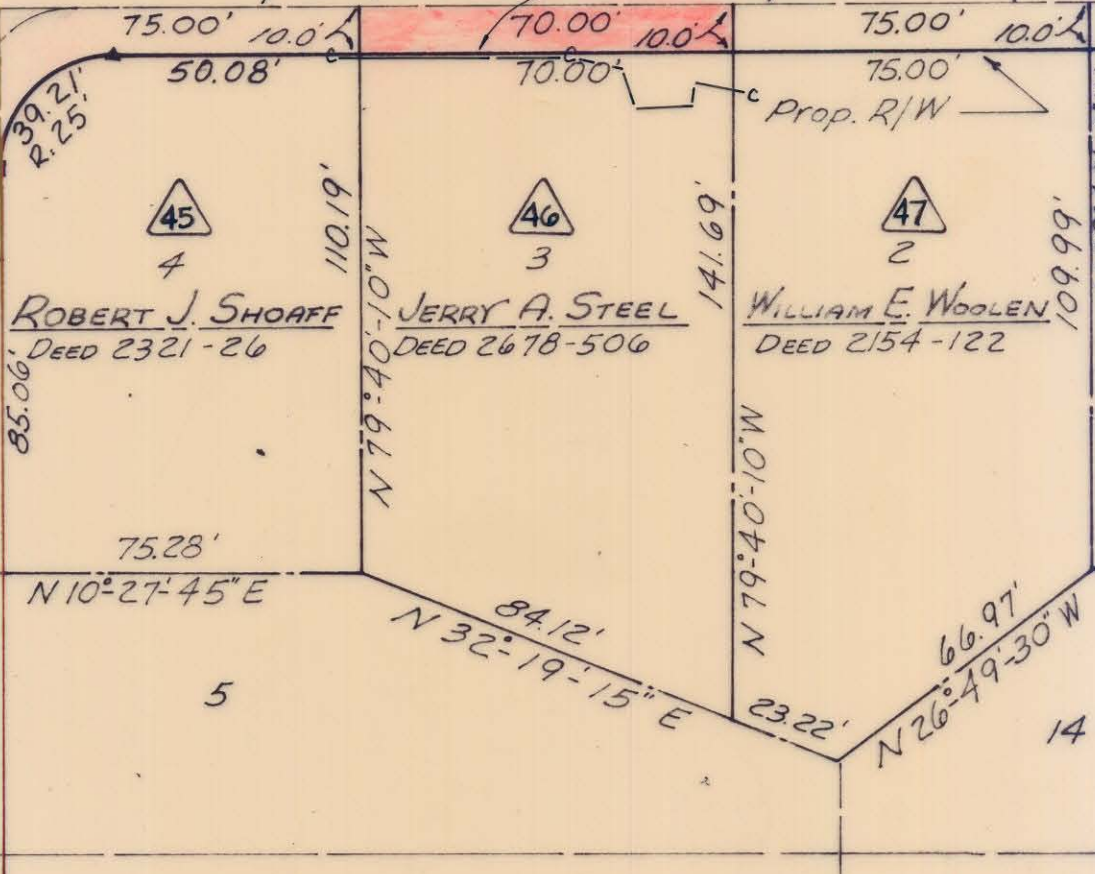 75.00'
10.0'
70.00'
10.0'
75.00'
10.0'
50.08'
C
C
70.00'
75.00'
C
Prop. R/W
39.21'
R. 25'
110.19'
141.69'
109.99'
45
46
47
4
3
2
ROBERT J. SHOAFF
DEED 2321-26
JERRY A. STEEL
DEED 2678-506
WILLIAM E. WOOLEN
DEED 2154-122
85.06'
N 79°-40'-10"W
N 79°-40'-10"W
75.28'
N 10°-27'-45"E
84.12'
N 32°-19'-15"E
23.22'
66.97'
N 26°-49'-30"W
5
14